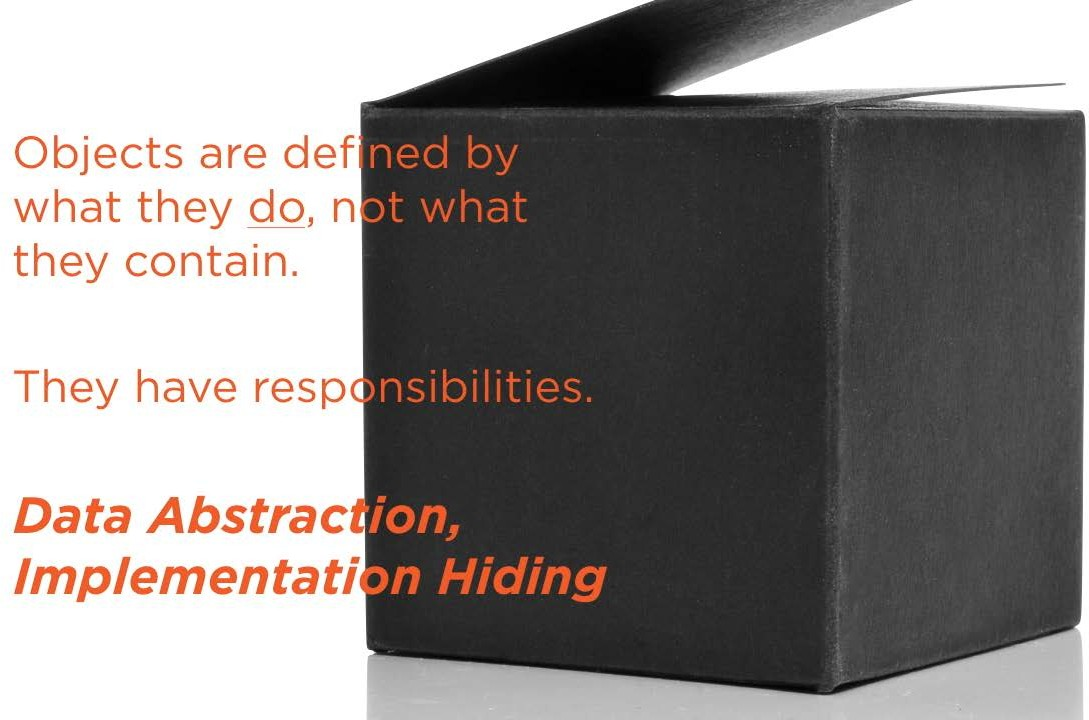 Objects are defined by
what they do, not what
they contain.
They have responsibilities.
Data Abstraction,
Implementation Hiding